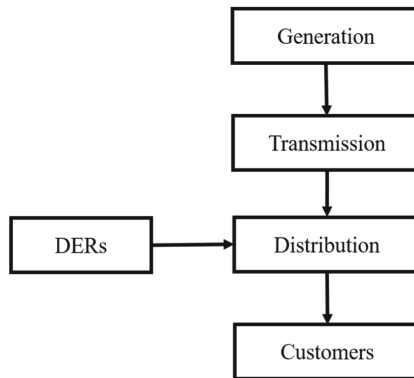 Generation
Transmission
DERs
Distribution
Customers